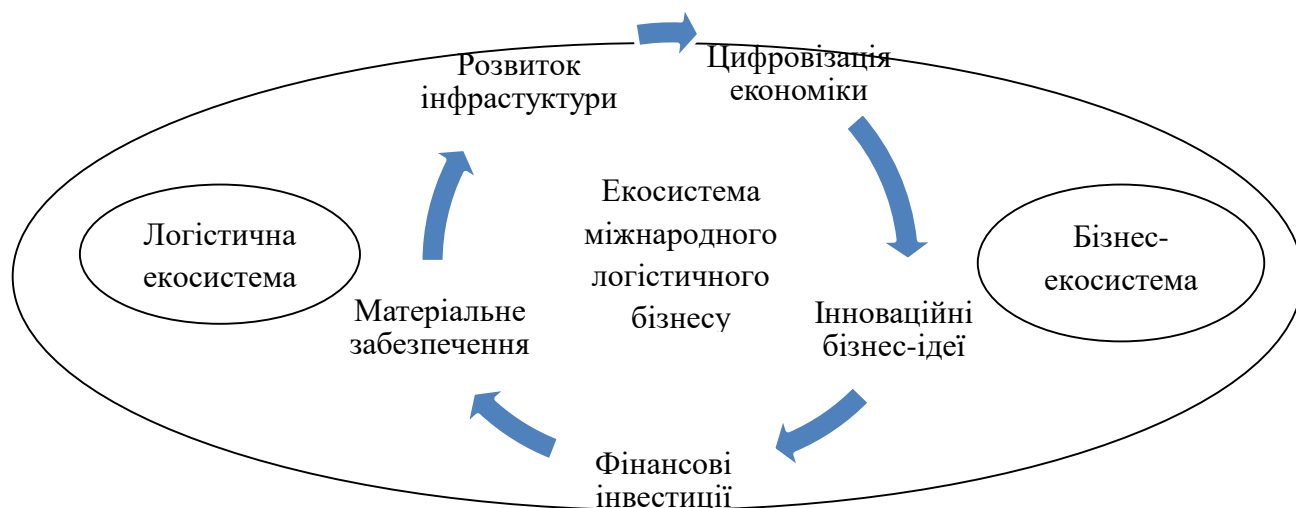 Розвиток
інфрастуктури
Цифровізація
економіки
Логістична
екосистема
Екосистема
міжнародного
логістичного
бізнесу
Бізнес-
екосистема
Матеріальне
забезпечення
Інноваційні
бізнес-ідеї
Фінансові
інвестиції